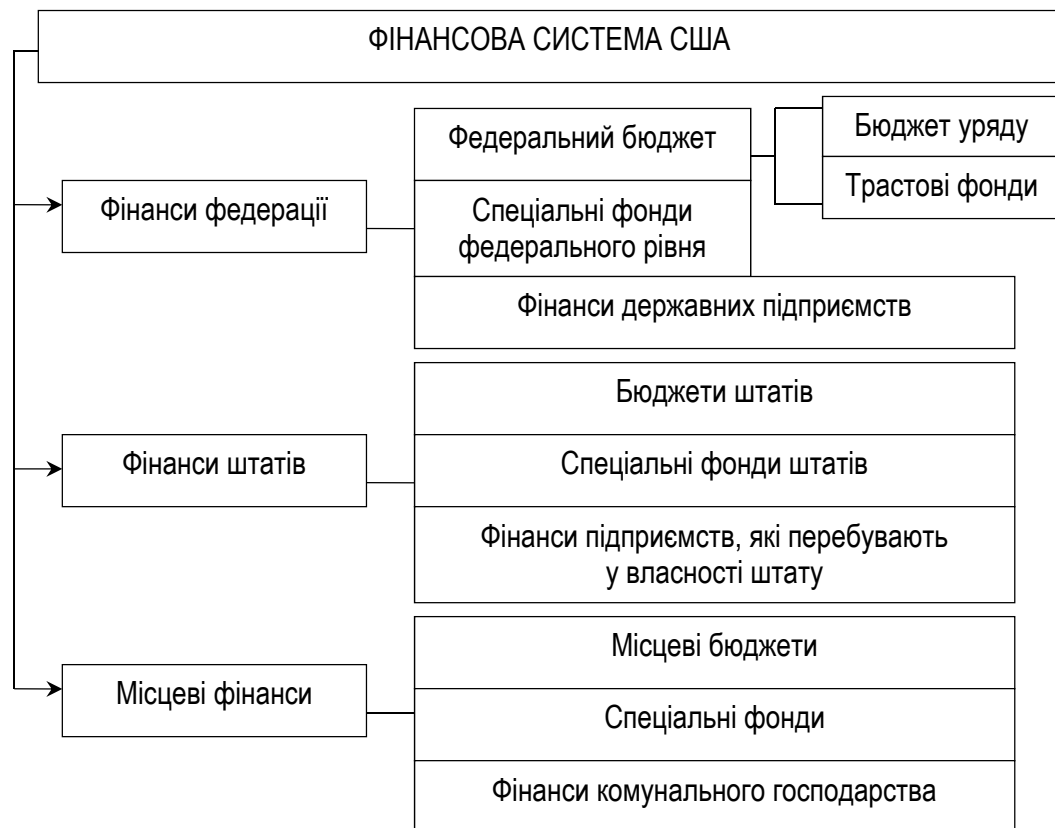 ФІНАНСОВА СИСТЕМА США
Федеральний бюджет
Бюджет уряду
Трастові фонди
Фінанси федерації
Спеціальні фонди
федерального рівня
Фінанси державних підприємств
Бюджети штатів
Фінанси штатів
Спеціальні фонди штатів
Фінанси підприємств, які перебувають
у власності штату
Місцеві бюджети
Місцеві фінанси
Спеціальні фонди
Фінанси комунального господарства